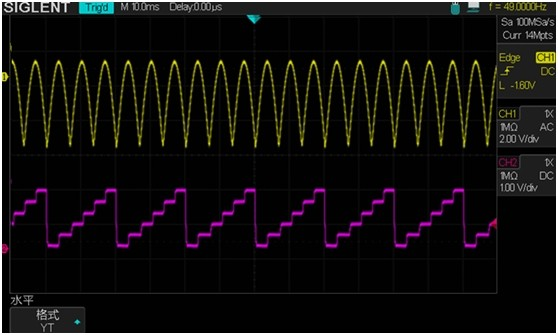 SIGLENT Trig'd M 10.0ms Delay:0.00µs f = 49.0000Hz
Sa 100MSa/s
Curr 14Mpts
Edge CH1
DC
L -1.60V
CH1 1X
1MΩ AC
2.00 V/div
CH2 1X
1MΩ DC
1.00 V/div
水平
格式
YT